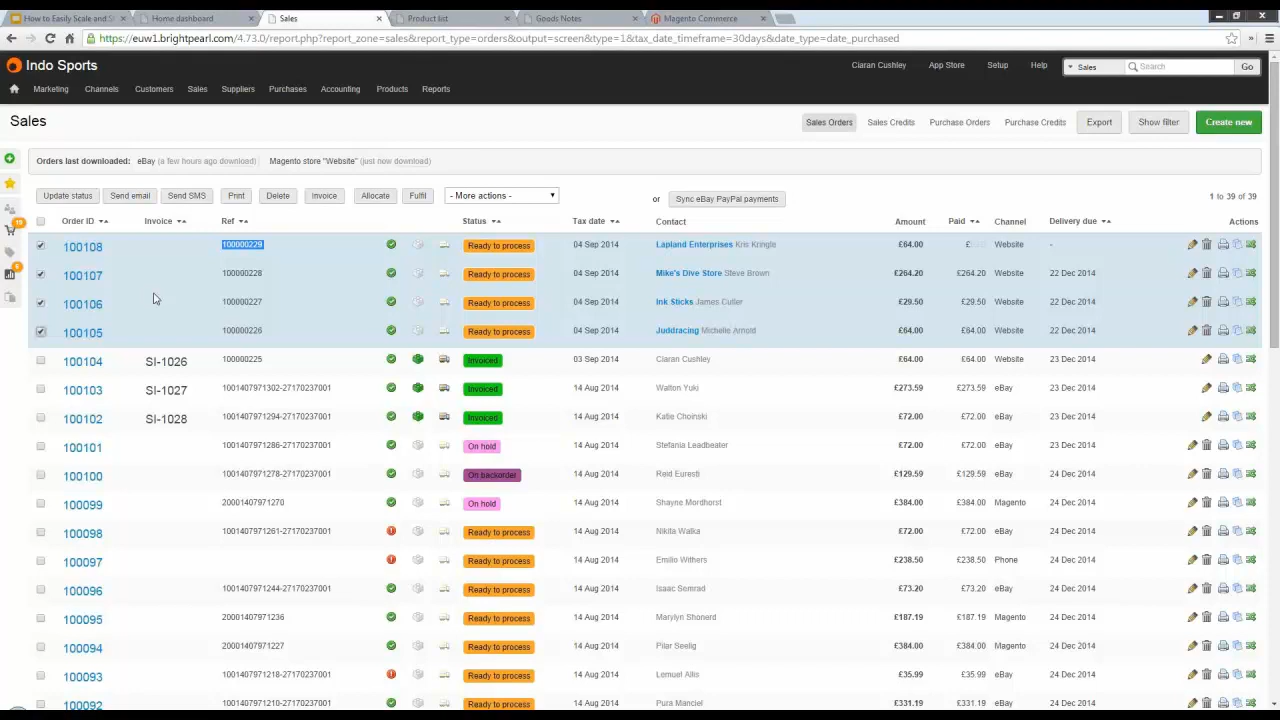 How to Easily Scale and S
Home dashboard
Sales
Product list
Goods Notes
Magento Commerce
https://euw1.brightpearl.com/4.73.0/report.php?report_zone=sales&report_type=orders&output=screen&type=1&tax_date_timeframe=30days&date_type=date_purchased
Indo Sports
Ciaran Cushley App Store Setup Help Sales Search Go
Marketing Channels Customers Sales Suppliers Purchases Accounting Products Reports
Sales
Sales Orders Sales Credits Purchase Orders Purchase Credits Export Show filter Create new
Orders last downloaded: eBay (a few hours ago download) Magento store "Website" (just now download)
Update status Send email Send SMS Print Delete Invoice Allocate Fulfil - More actions - or Sync eBay PayPal payments 1 to 39 of 39
Order ID Invoice Ref Status Tax date Contact Amount Paid Channel Delivery due Actions
100108 100000229 Ready to process 04 Sep 2014 Lapland Enterprises Kris Kringle £64.00 £ Website -
100107 100000228 Ready to process 04 Sep 2014 Mike's Dive Store Steve Brown £264.20 £264.20 Website 22 Dec 2014
100106 100000227 Ready to process 04 Sep 2014 Ink Sticks James Culler £29.50 £29.50 Website 22 Dec 2014
100105 100000226 Ready to process 04 Sep 2014 Juddracing Michelle Arnold £64.00 £64.00 Website 22 Dec 2014
100104 SI-1026 100000225 Invoiced 03 Sep 2014 Ciaran Cushley £64.00 £64.00 Website 23 Dec 2014
100103 SI-1027 1001407971302-27170237001 Invoiced 14 Aug 2014 Walton Yuki £273.59 £273.59 eBay 23 Dec 2014
100102 SI-1028 1001407971294-27170237001 Invoiced 14 Aug 2014 Katie Choinski £72.00 £72.00 eBay 23 Dec 2014
100101 1001407971286-27170237001 On hold 14 Aug 2014 Stefania Leadbeater £72.00 £72.00 eBay 23 Dec 2014
100100 1001407971278-27170237001 On backorder 14 Aug 2014 Reid Euresti £129.59 £129.59 eBay 24 Dec 2014
100099 20001407971270 On hold 14 Aug 2014 Shayne Mordhorst £384.00 £384.00 Magento 24 Dec 2014
100098 1001407971261-27170237001 Ready to process 14 Aug 2014 Nikita Walka £72.00 £72.00 eBay 24 Dec 2014
100097 Ready to process 14 Aug 2014 Emilio Withers £238.50 £238.50 Phone 24 Dec 2014
100096 1001407971244-27170237001 Ready to process 14 Aug 2014 Isaac Semrad £73.20 £73.20 eBay 24 Dec 2014
100095 20001407971236 Ready to process 14 Aug 2014 Marylyn Shonerd £187.19 £187.19 Magento 24 Dec 2014
100094 20001407971227 Ready to process 14 Aug 2014 Pilar Seelig £384.00 £384.00 Magento 24 Dec 2014
100093 1001407971218-27170237001 Ready to process 14 Aug 2014 Lemuel Allis £35.99 £35.99 eBay 24 Dec 2014
100092 1001407971210-27170237001 Ready to process 14 Aug 2014 Pura Manciel £331.19 £331.19 eBay 24 Dec 2014